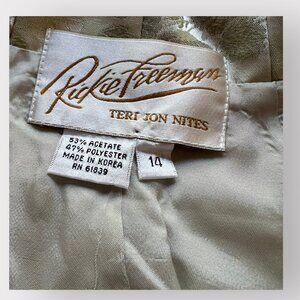 Rickie Freeman
TERI JON NITES
53% ACETATE
47% POLYESTER
MADE IN KOREA
RN 61839
14